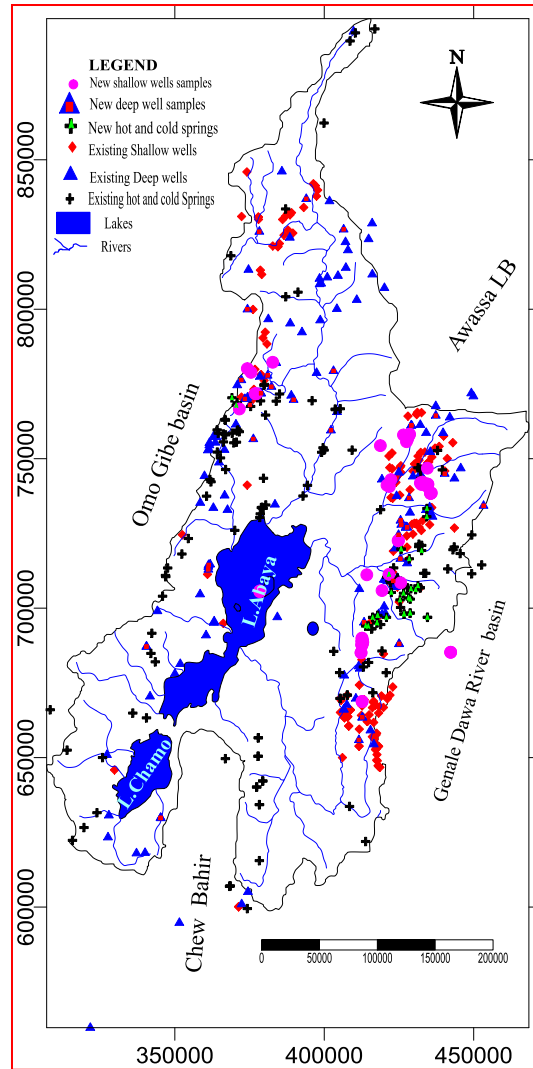 LEGEND
New shallow wells samples
New deep well samples
New hot and cold springs
Existing Shallow wells
Existing Deep wells
Existing hot and cold Springs
Lakes
Rivers
N
850000
800000
750000
700000
650000
600000
Awassa LB
Omo Gibe basin
L.Abaya
Genale Dawa River basin
L.Chamo
Chew Bahir
0 50000 100000 150000 200000
350000 400000 450000